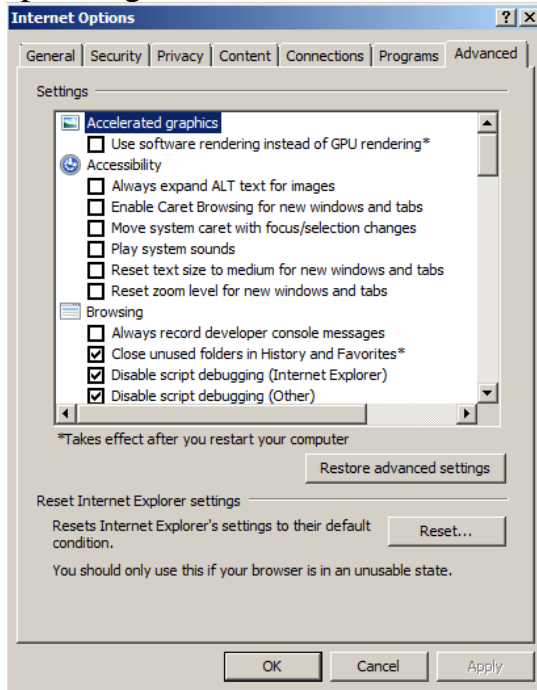 Internet Options
General Security Privacy Content Connections Programs Advanced
Settings
Accelerated graphics
Use software rendering instead of GPU rendering*
Accessibility
Always expand ALT text for images
Enable Caret Browsing for new windows and tabs
Move system caret with focus/selection changes
Play system sounds
Reset text size to medium for new windows and tabs
Reset zoom level for new windows and tabs
Browsing
Always record developer console messages
Close unused folders in History and Favorites*
Disable script debugging (Internet Explorer)
Disable script debugging (Other)
*Takes effect after you restart your computer
Restore advanced settings
Reset Internet Explorer settings
Resets Internet Explorer's settings to their default
condition.
Reset...
You should only use this if your browser is in an unusable state.
OK Cancel Apply